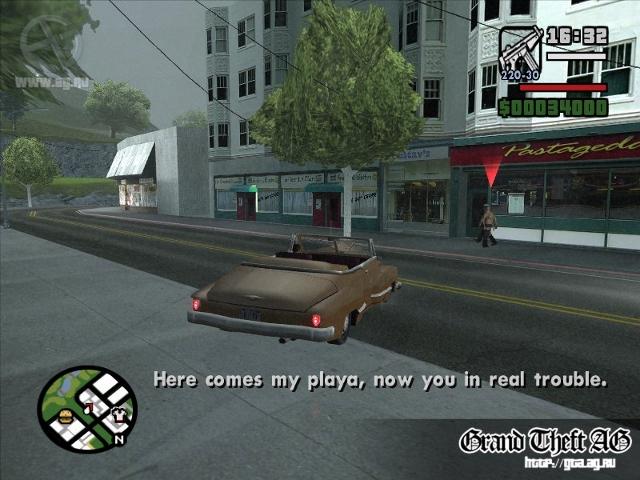 16:32
www.ag.ru
220-30
$00034000
Pastageddo
Here comes my playa, now you in real trouble.
N
Grand Theft AG
http://gta.ag.ru